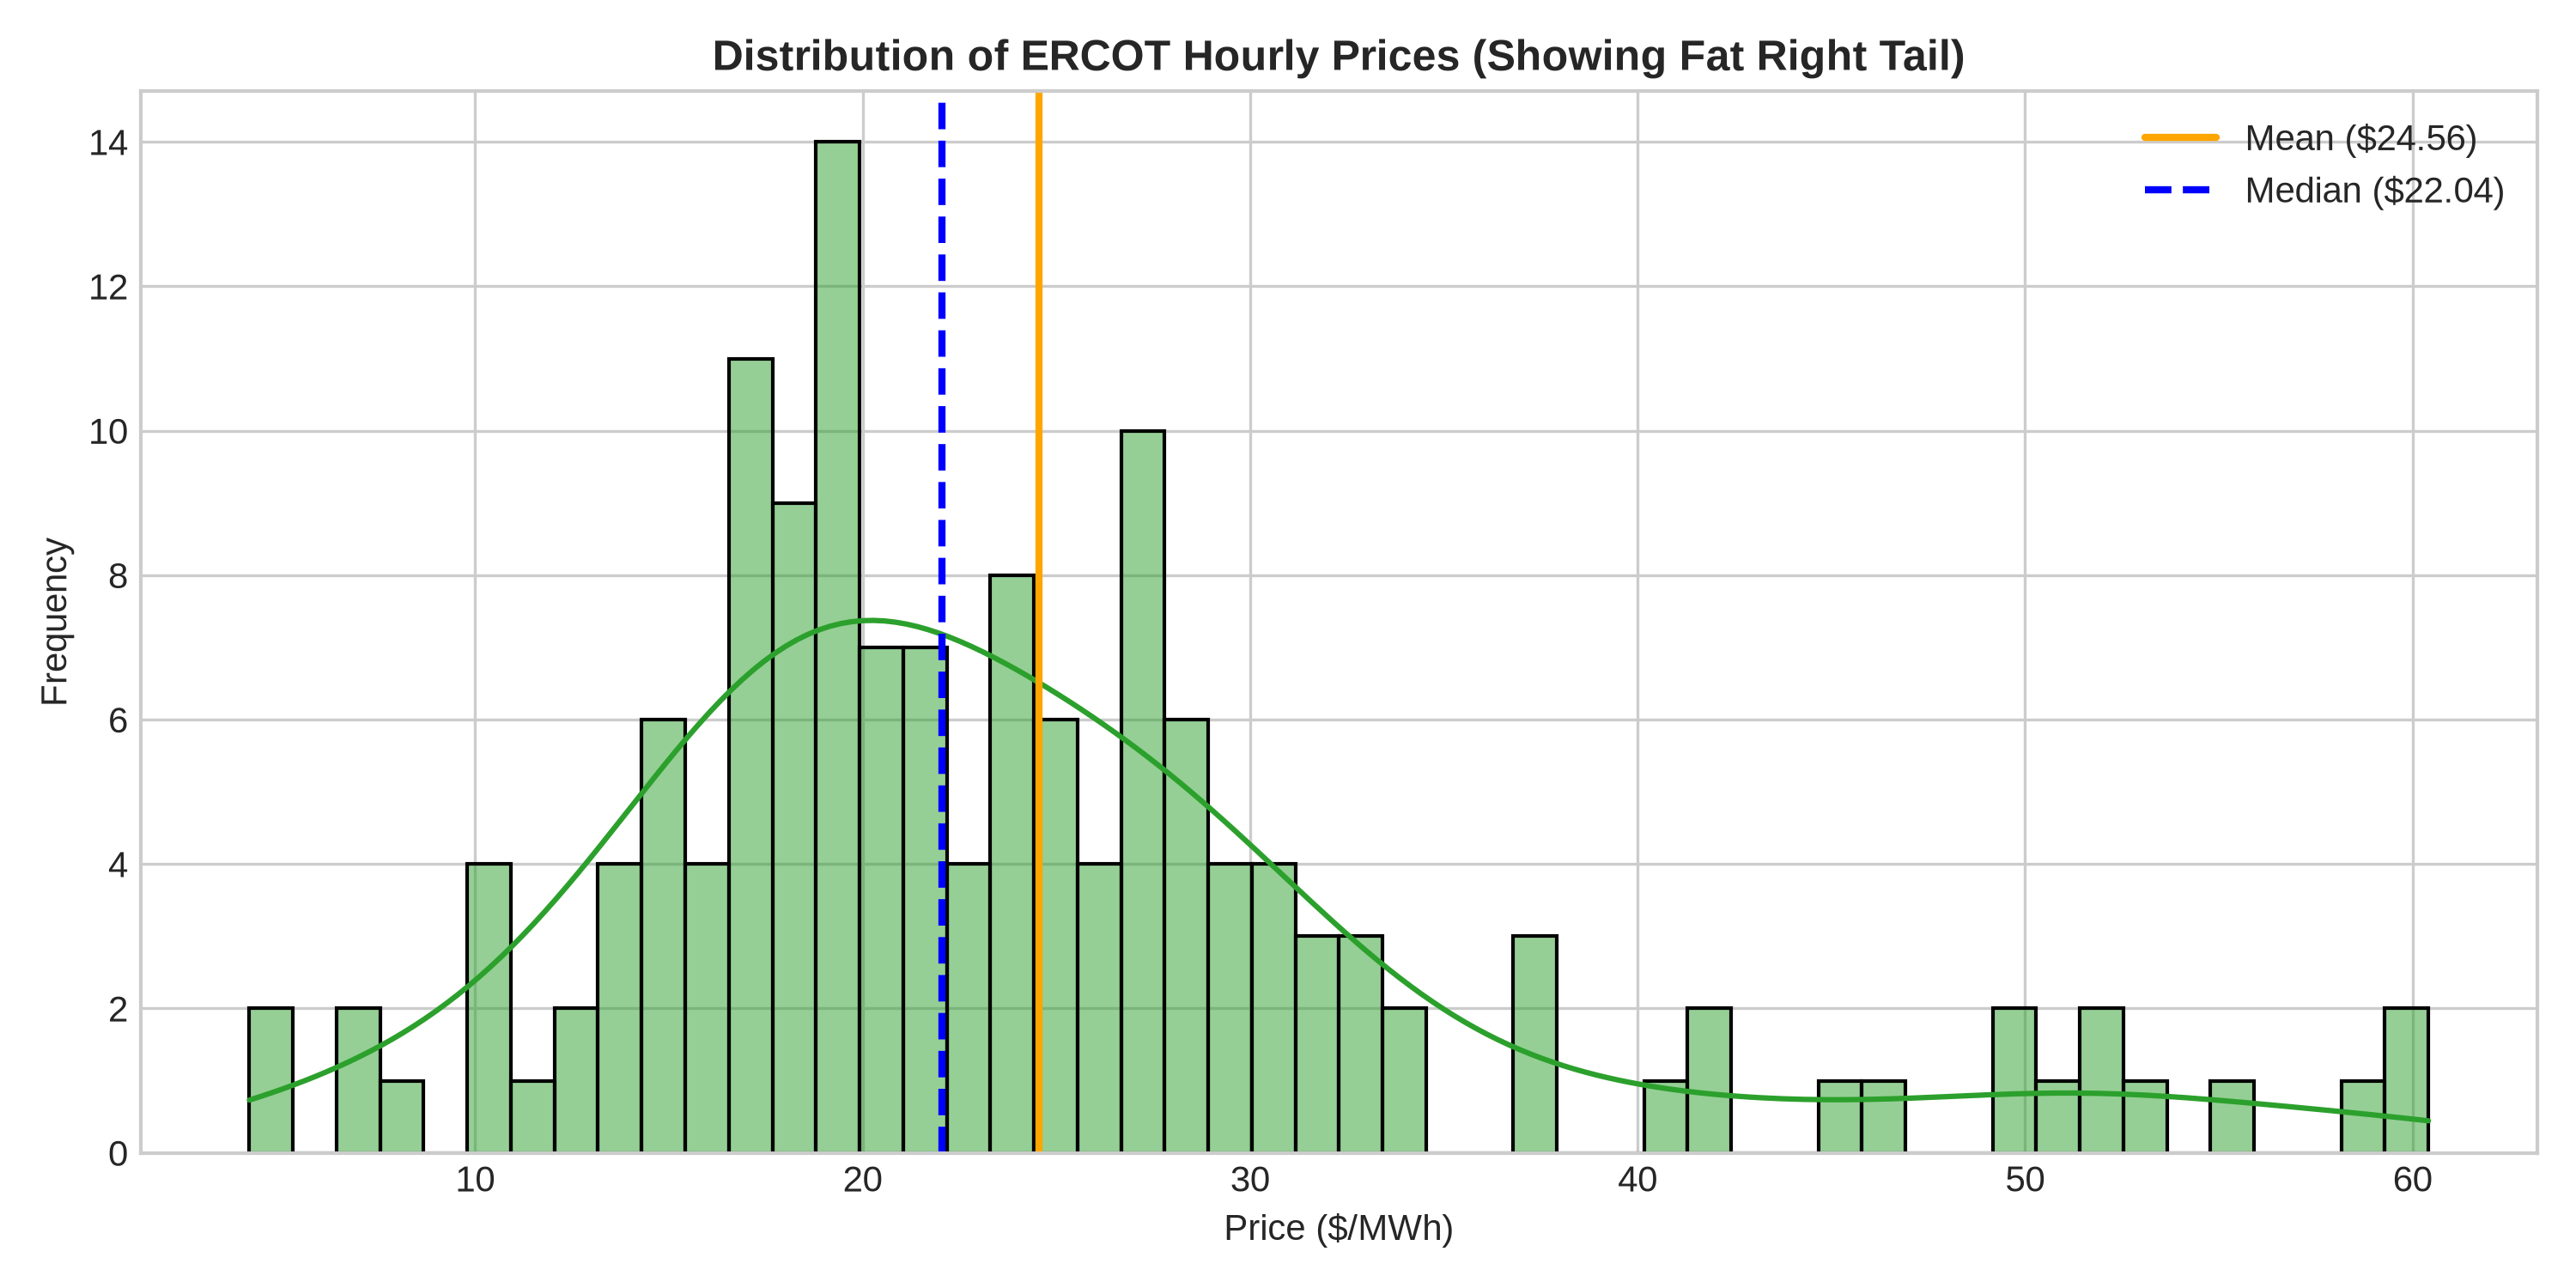 Distribution of ERCOT Hourly Prices (Showing Fat Right Tail)
Mean ($24.56)
Median ($22.04)
14
12
10
8
6
4
2
0
Frequency
10 20 30 40 50 60
Price ($/MWh)